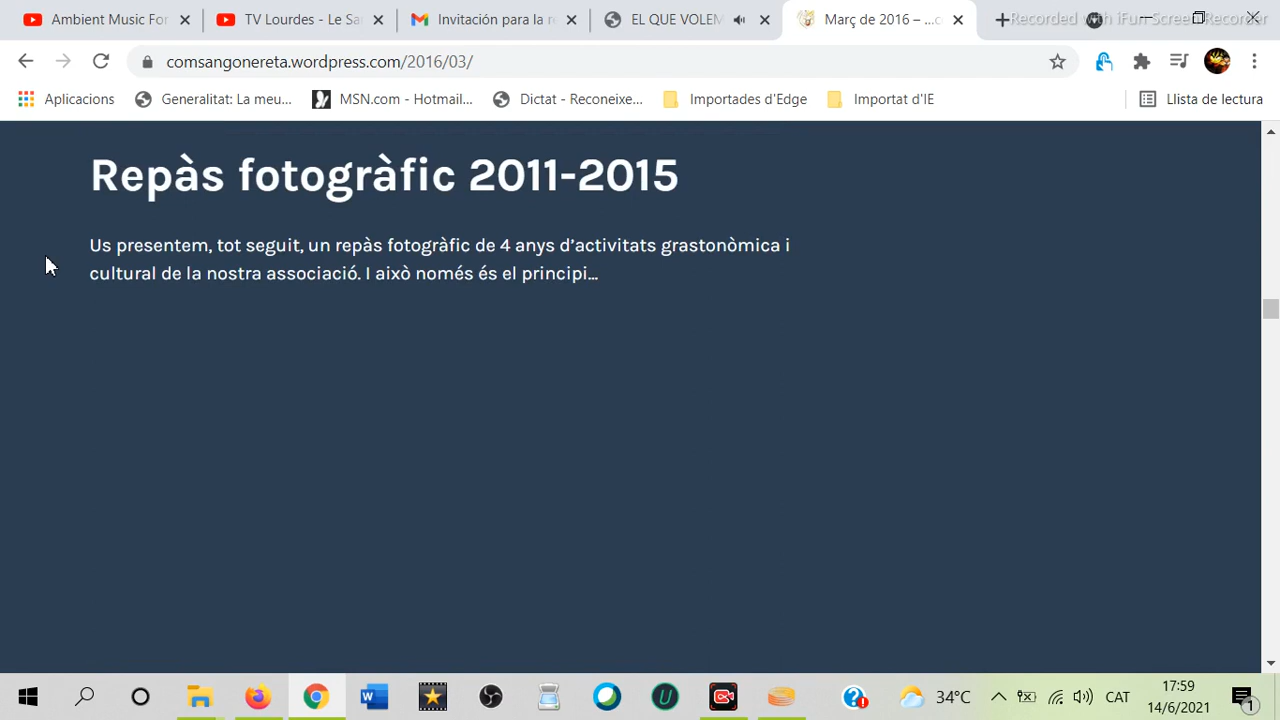 Ambient Music For
TV Lourdes - Le Sa
Invitación para la r
EL QUE VOLEM
Març de 2016 – ...c
Recorded with iFun Screen Recorder
comsangonereta.wordpress.com/2016/03/
Aplicacions
Generalitat: La meu...
MSN.com - Hotmail...
Dictat - Reconeixe...
Importades d'Edge
Importat d'IE
Llista de lectura
Repàs fotogràfic 2011-2015
Us presentem, tot seguit, un repàs fotogràfic de 4 anys d’activitats grastonòmica i
cultural de la nostra associació. I això només és el principi…
34°C
CAT
17:59
14/6/2021
1